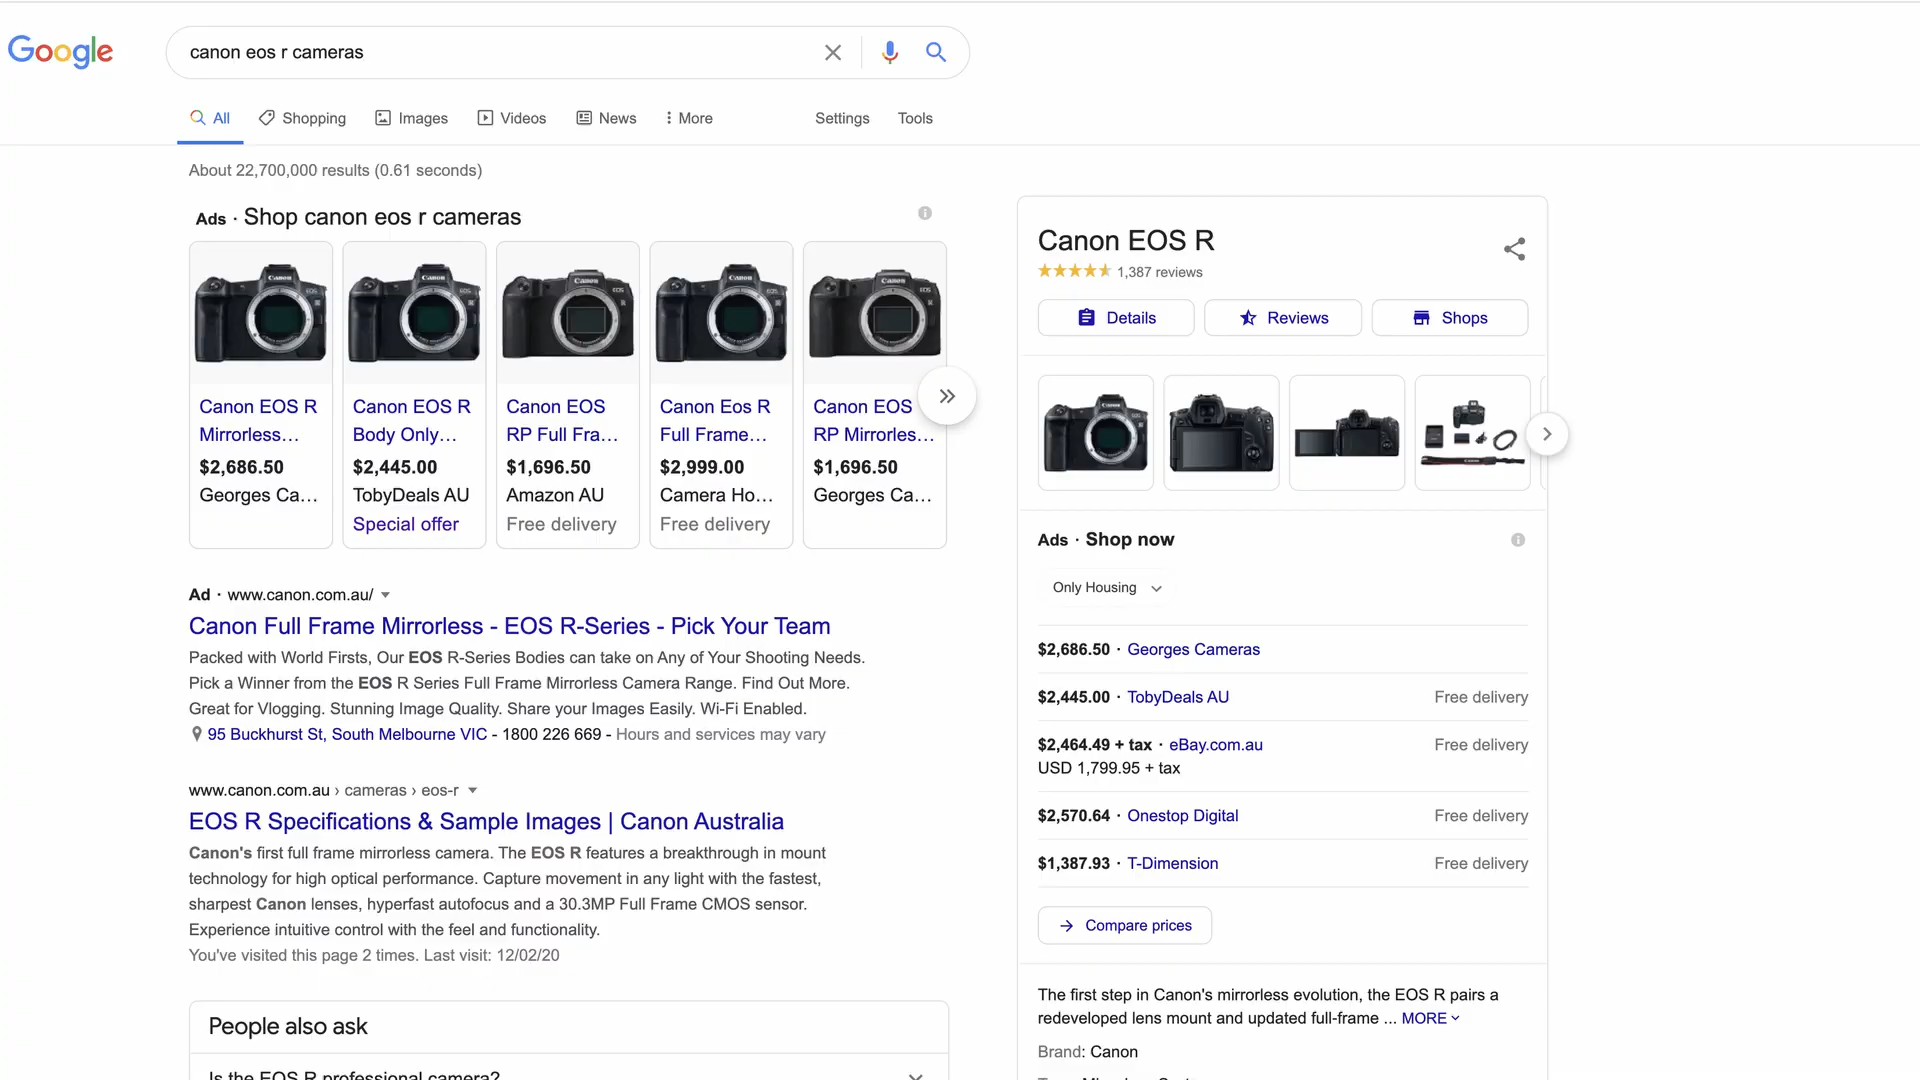 Google
canon eos r cameras
All
Shopping
Images
Videos
News
More
Settings
Tools
About 22,700,000 results (0.61 seconds)
Ads · Shop canon eos r cameras
Canon EOS R
Mirrorless...
$2,686.50
Georges Ca...
Canon EOS R
Body Only...
$2,445.00
TobyDeals AU
Special offer
Canon EOS
RP Full Fra...
$1,696.50
Amazon AU
Free delivery
Canon Eos R
Full Frame...
$2,999.00
Camera Ho...
Free delivery
Canon EOS
RP Mirrorles...
$1,696.50
Georges Ca...
Ad · www.canon.com.au/
Canon Full Frame Mirrorless - EOS R-Series - Pick Your Team
Packed with World Firsts, Our EOS R-Series Bodies can take on Any of Your Shooting Needs.
Pick a Winner from the EOS R Series Full Frame Mirrorless Camera Range. Find Out More.
Great for Vlogging. Stunning Image Quality. Share your Images Easily. Wi-Fi Enabled.
95 Buckhurst St, South Melbourne VIC - 1800 226 669 - Hours and services may vary
www.canon.com.au › cameras › eos-r
EOS R Specifications & Sample Images | Canon Australia
Canon's first full frame mirrorless camera. The EOS R features a breakthrough in mount
technology for high optical performance. Capture movement in any light with the fastest,
sharpest Canon lenses, hyperfast autofocus and a 30.3MP Full Frame CMOS sensor.
Experience intuitive control with the feel and functionality.
You've visited this page 2 times. Last visit: 12/02/20
People also ask
Is the EOS R professional camera?
Canon EOS R
1,387 reviews
Details
Reviews
Shops
Ads · Shop now
Only Housing
$2,686.50 · Georges Cameras
$2,445.00 · TobyDeals AU Free delivery
$2,464.49 + tax · eBay.com.au Free delivery
USD 1,799.95 + tax
$2,570.64 · Onestop Digital Free delivery
$1,387.93 · T-Dimension Free delivery
Compare prices
The first step in Canon's mirrorless evolution, the EOS R pairs a
redeveloped lens mount and updated full-frame ... MORE
Brand: Canon